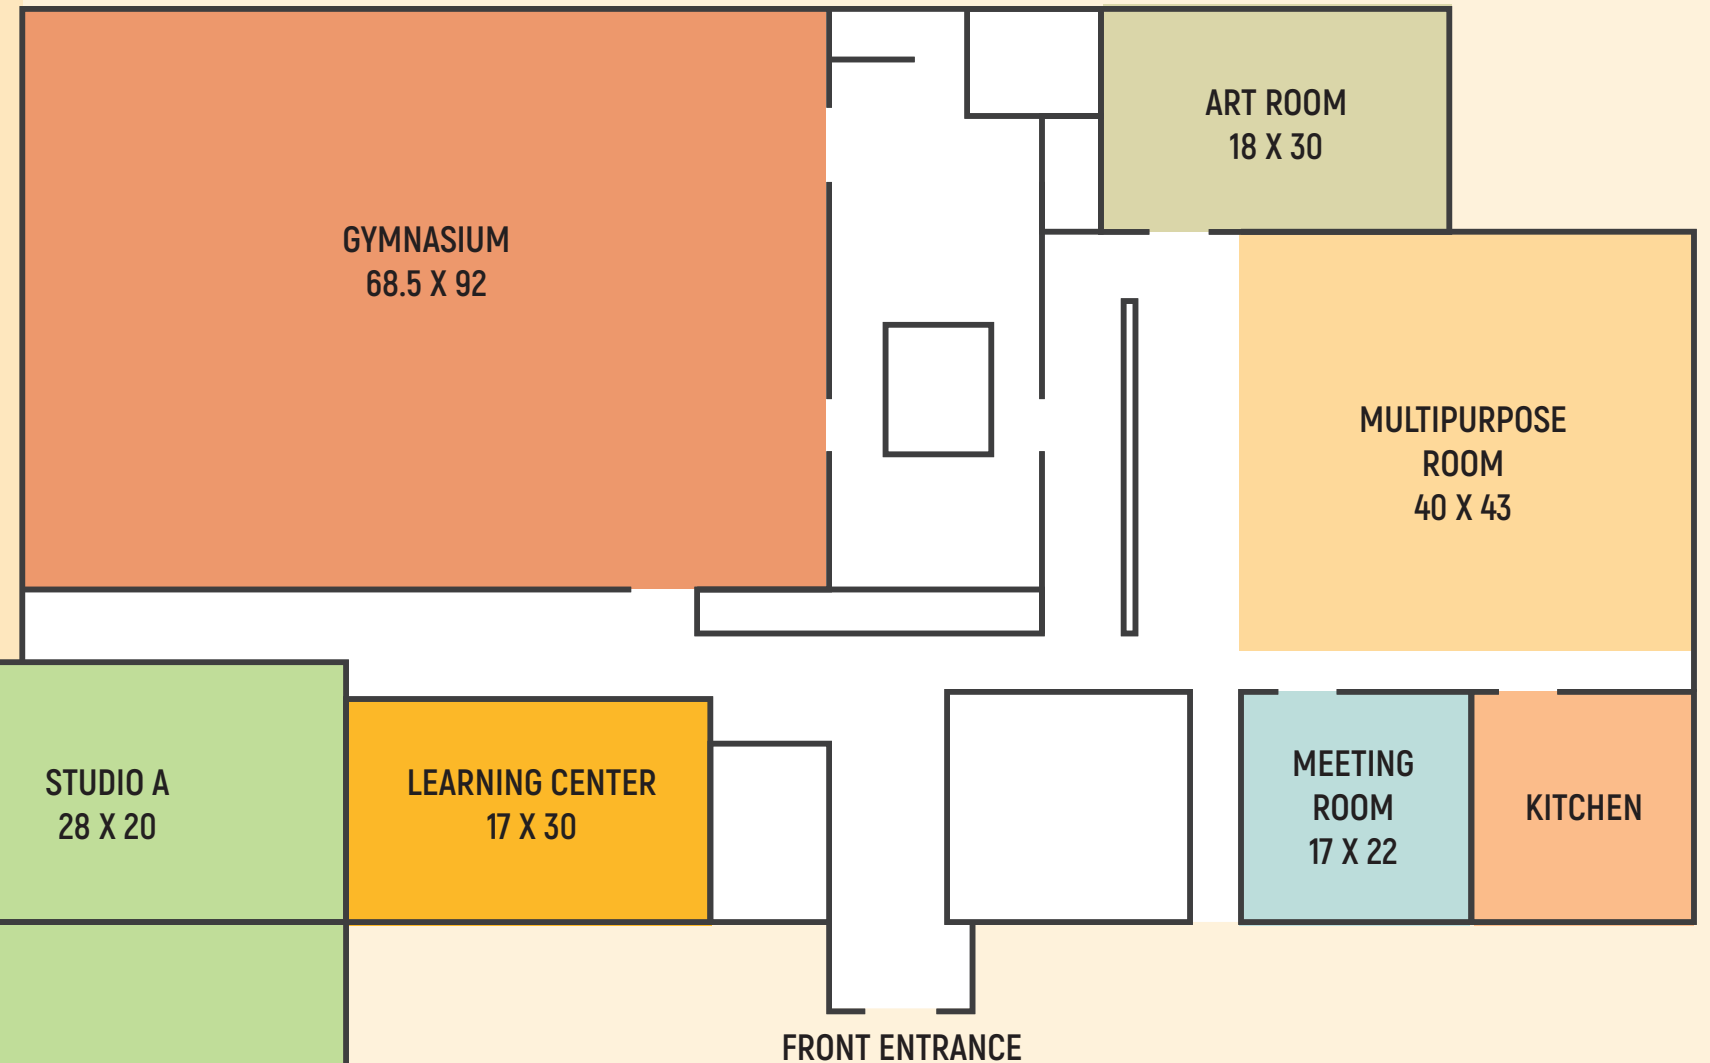 GYMNASIUM
68.5 X 92
ART ROOM
18 X 30
MULTIPURPOSE
ROOM
40 X 43
STUDIO A
28 X 20
LEARNING CENTER
17 X 30
MEETING
ROOM
17 X 22
KITCHEN
FRONT ENTRANCE